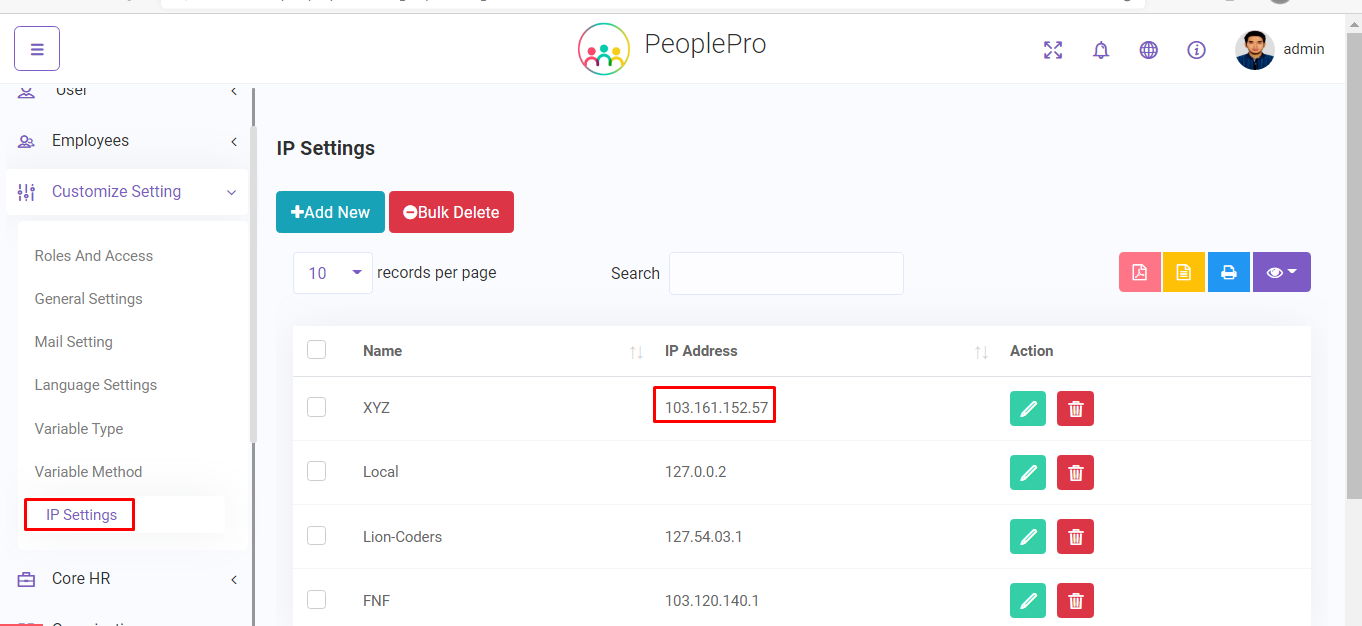 PeoplePro
admin
User
Employees
Customize Setting
Roles And Access
General Settings
Mail Setting
Language Settings
Variable Type
Variable Method
IP Settings
Core HR
IP Settings
Add New
Bulk Delete
10 records per page
Search
Name IP Address Action
XYZ 103.161.152.57
Local 127.0.0.2
Lion-Coders 127.54.03.1
FNF 103.120.140.1